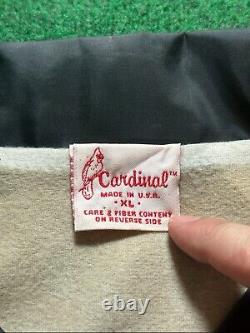 Cardinal™
MADE IN U.S.A.
- XL -
CARE & FIBER CONTENT
ON REVERSE SIDE